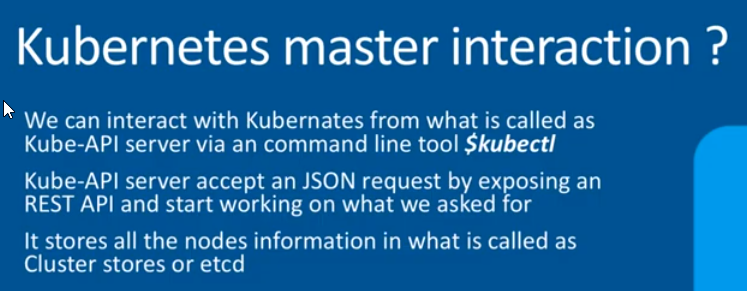 Kubernetes master interaction ?
We can interact with Kubernates from what is called as
Kube-API server via an command line tool $kubectl
Kube-API server accept an JSON request by exposing an
REST API and start working on what we asked for
It stores all the nodes information in what is called as
Cluster stores or etcd